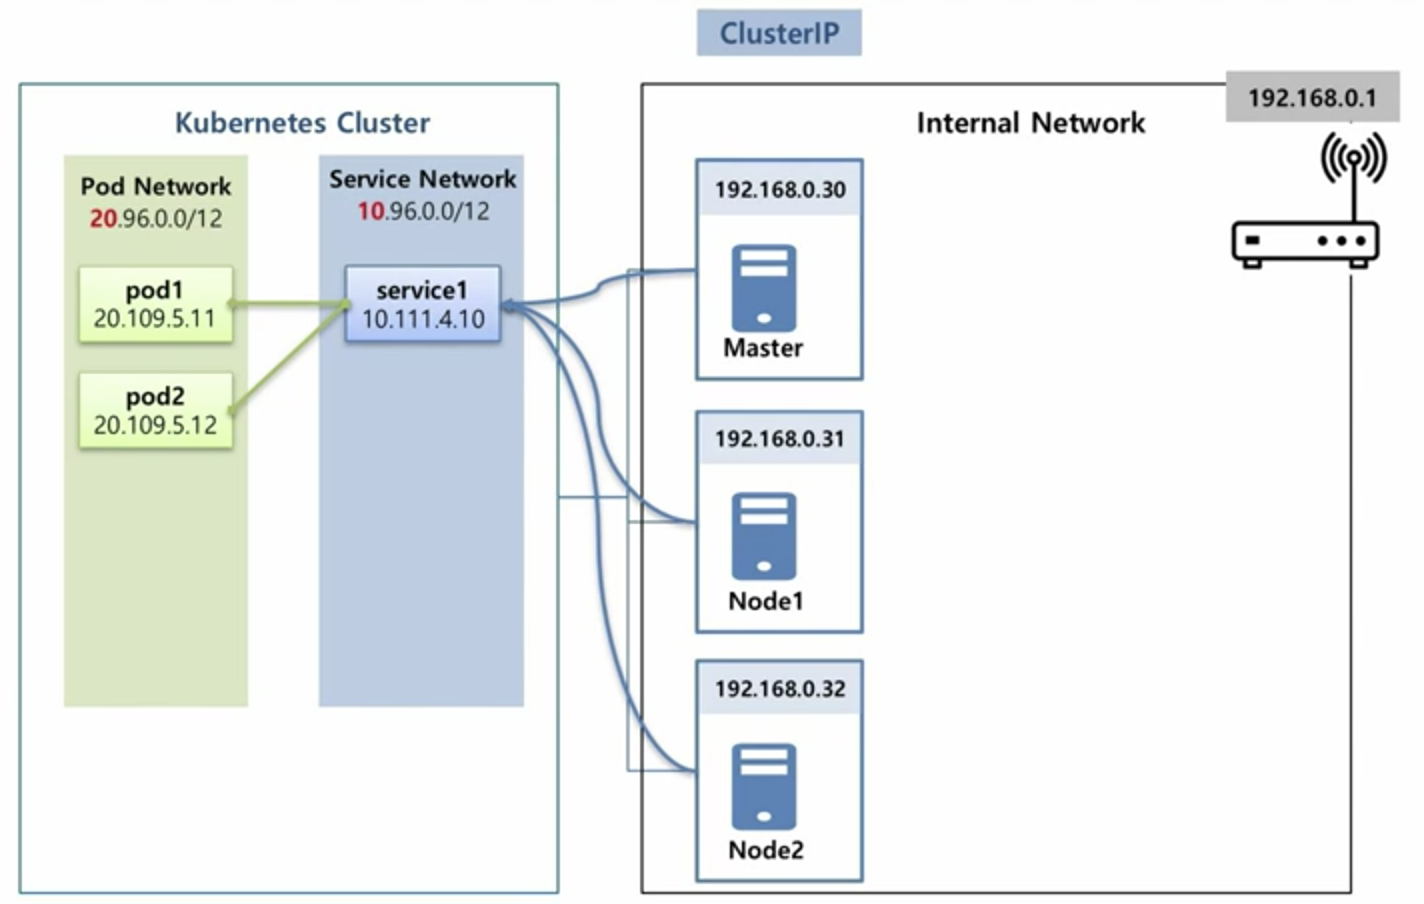 ClusterIP
Kubernetes Cluster
Pod Network
20.96.0.0/12
pod1
20.109.5.11
pod2
20.109.5.12
Service Network
10.96.0.0/12
service1
10.111.4.10
Internal Network
192.168.0.1
192.168.0.30
Master
192.168.0.31
Node1
192.168.0.32
Node2